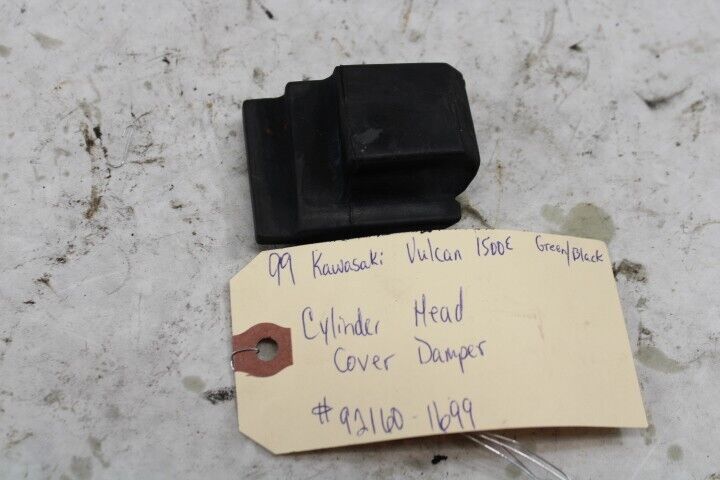 99 Kawasaki Vulcan 1500E Green/Black
Cylinder Head
Cover Damper
#92160-1699